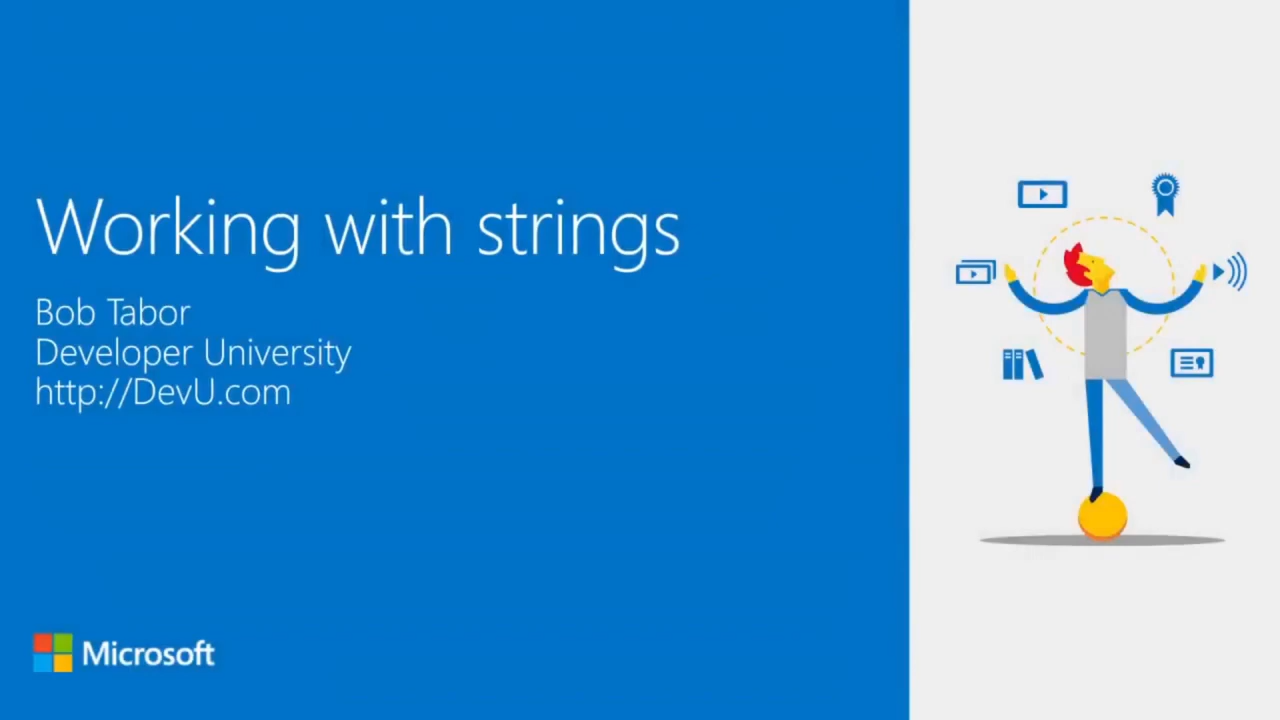 Working with strings
Bob Tabor
Developer University
http://DevU.com
Microsoft